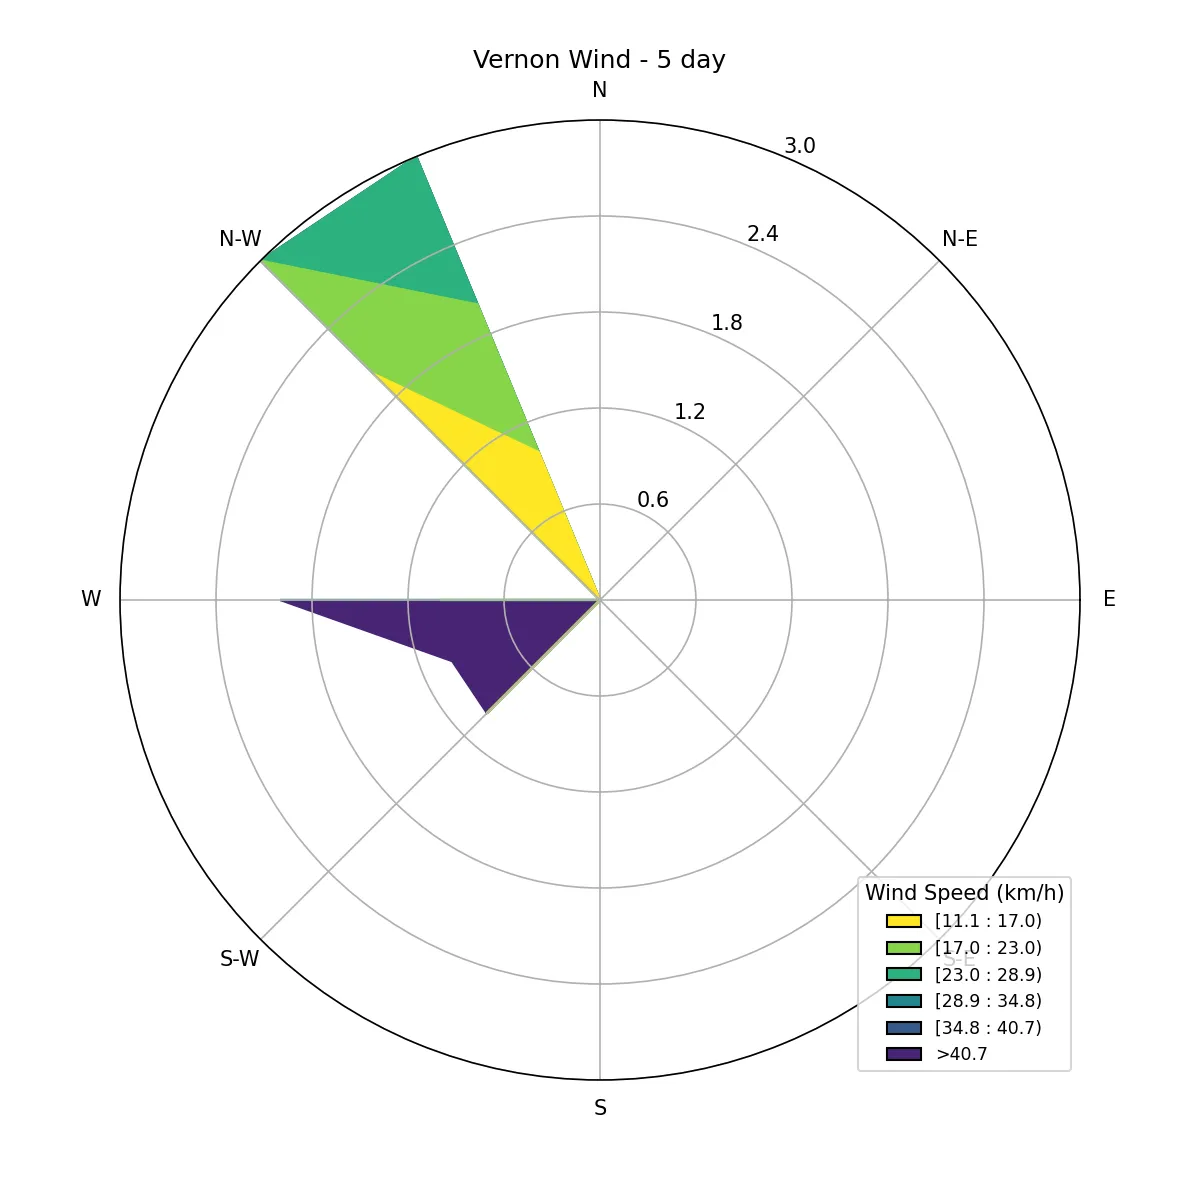 Vernon Wind - 5 day
N
3.0
N-W
2.4
N-E
1.8
1.2
0.6
W
E
S-W
S-E
S
Wind Speed (km/h)
[11.1 : 17.0)
[17.0 : 23.0)
[23.0 : 28.9)
[28.9 : 34.8)
[34.8 : 40.7)
>40.7